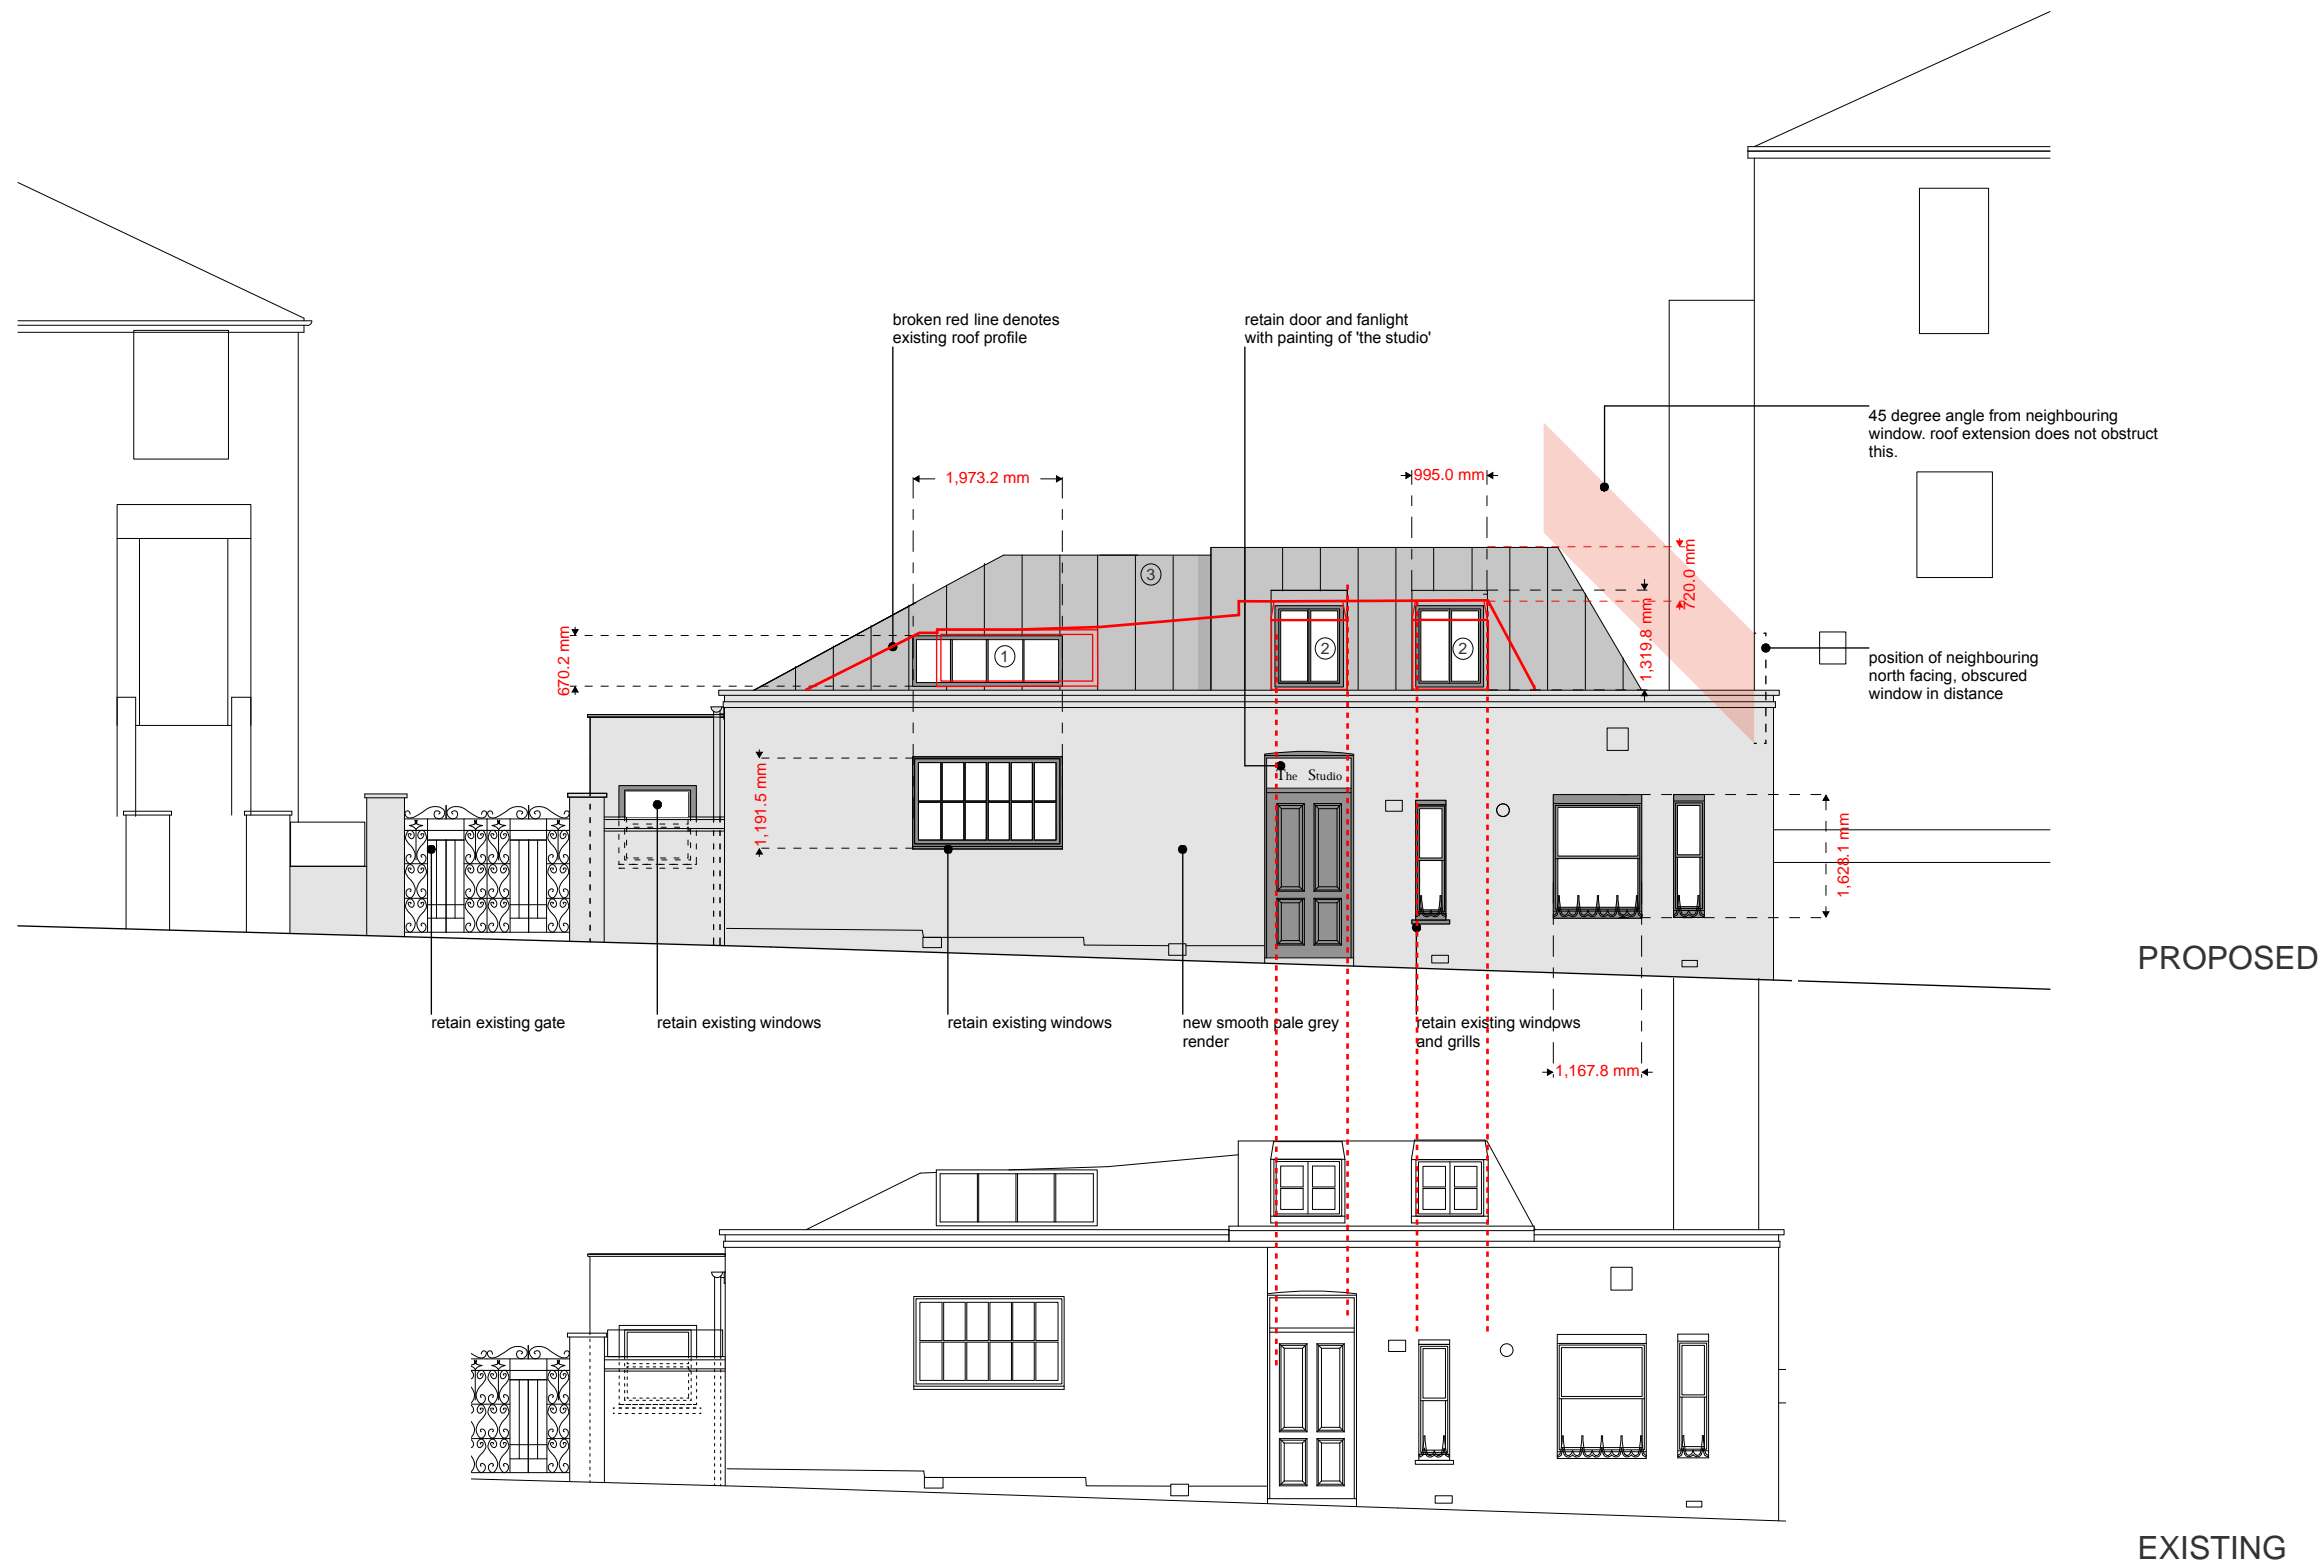 broken red line denotes
existing roof profile
retain door and fanlight
with painting of 'the studio'
45 degree angle from neighbouring
window. roof extension does not obstruct
this.
1,973.2 mm
995.0 mm
720.0 mm
3
1,319.8 mm
670.2 mm
1
2
2
position of neighbouring
north facing, obscured
window in distance
The Studio
1,191.5 mm
1,628.1 mm
PROPOSED
retain existing gate
retain existing windows
retain existing windows
new smooth pale grey
render
retain existing windows
and grills
1,167.8 mm
EXISTING